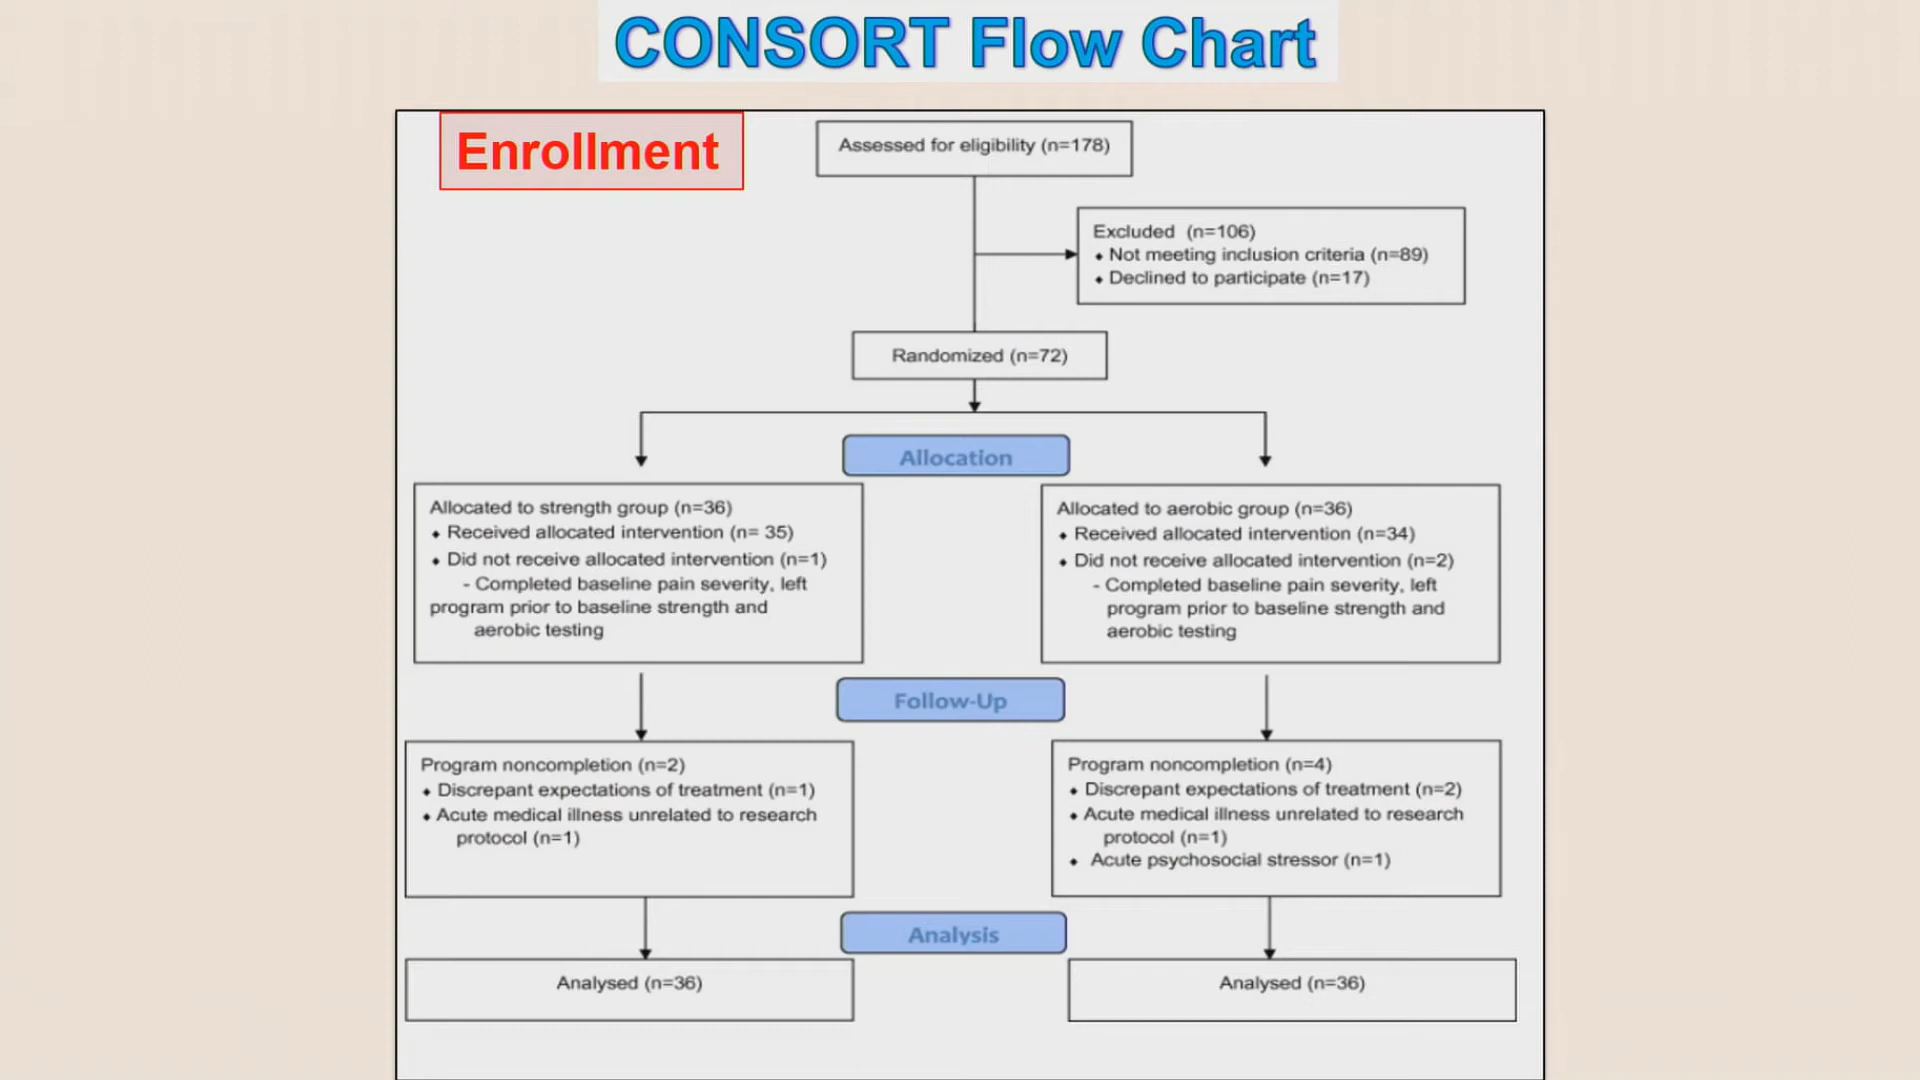 CONSORT Flow Chart
Enrollment
Assessed for eligibility (n=178)
Excluded (n=106)
⬥ Not meeting inclusion criteria (n=89)
⬥ Declined to participate (n=17)
Randomized (n=72)
Allocation
Allocated to strength group (n=36)
⬥ Received allocated intervention (n= 35)
⬥ Did not receive allocated intervention (n=1)
- Completed baseline pain severity, left
program prior to baseline strength and
aerobic testing
Allocated to aerobic group (n=36)
⬥ Received allocated intervention (n=34)
⬥ Did not receive allocated intervention (n=2)
- Completed baseline pain severity, left
program prior to baseline strength and
aerobic testing
Follow-Up
Program noncompletion (n=2)
⬥ Discrepant expectations of treatment (n=1)
⬥ Acute medical illness unrelated to research
protocol (n=1)
Program noncompletion (n=4)
⬥ Discrepant expectations of treatment (n=2)
⬥ Acute medical illness unrelated to research
protocol (n=1)
⬥ Acute psychosocial stressor (n=1)
Analysis
Analysed (n=36)
Analysed (n=36)